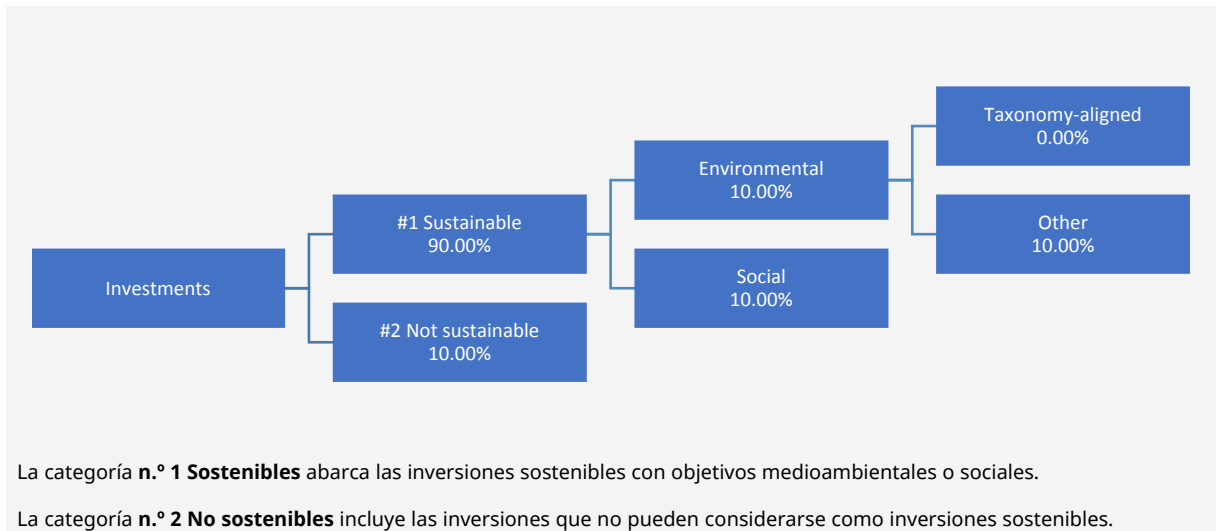 Taxonomy-aligned
0.00%
Environmental
10.00%
#1 Sustainable
90.00%
Other
10.00%
Investments
Social
10.00%
#2 Not sustainable
10.00%
La categoría n.º 1 Sostenibles abarca las inversiones sostenibles con objetivos medioambientales o sociales.
La categoría n.º 2 No sostenibles incluye las inversiones que no pueden considerarse como inversiones sostenibles.